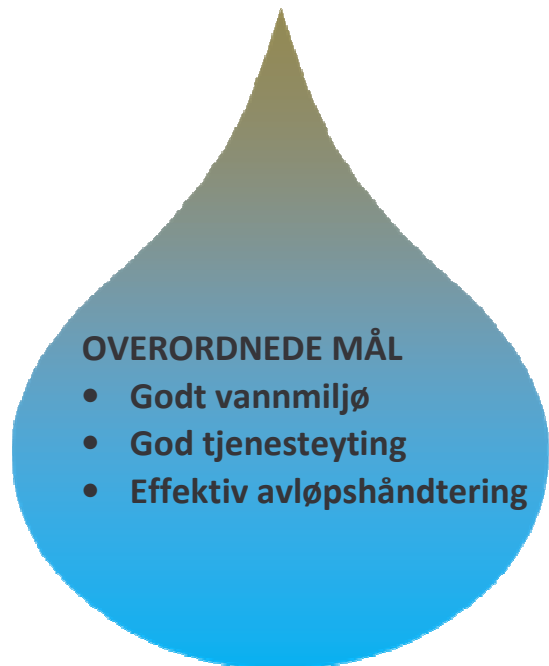 OVERORDNEDE MÅL
• Godt vannmiljø
• God tjenesteyting
• Effektiv avløpshåndtering